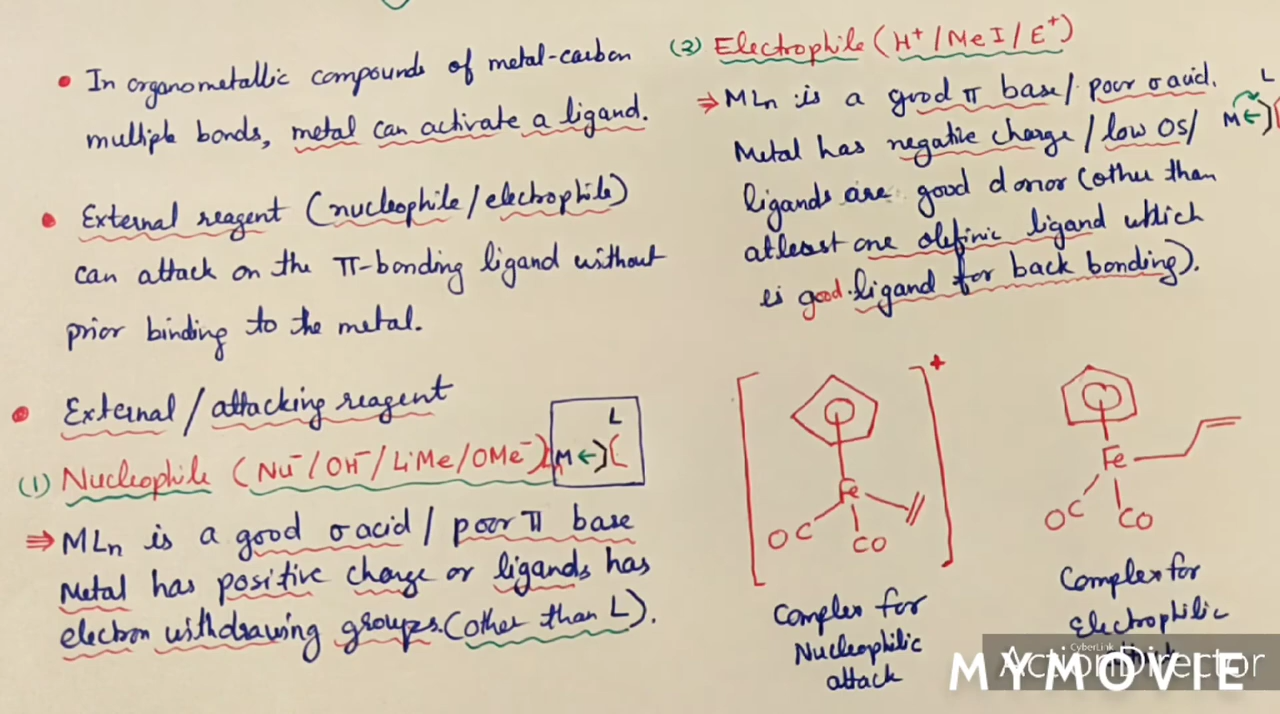 • In organometallic compounds of metal-carbon
multiple bonds, metal can activate a ligand.
• External reagent (nucleophile/electrophile)
can attack on the π-bonding ligand without
prior binding to the metal.
• External / attacking reagent
(1) Nucleophile (Nu⁻/OH⁻/LiMe/OMe⁻)
L
M ←)(
⇒ MLn is a good σ acid / poor π base
Metal has positive charge or ligands has
electron withdrawing groups. (other than L).
(2) Electrophile (H⁺/MeI/E⁺)
⇒ MLn is a good π base/ poor σ acid.
Metal has negative charge / low OS/
ligands are good donor (other than
atleast one olefinic ligand which
is good ligand for back bonding).
L
M ←)
+
Fe
OC
CO
Complex for
Nucleophilic
attack
Fe
OC
CO
Complex for
Electrophilic
CyberLink
ActionDirector
MYMOVIE